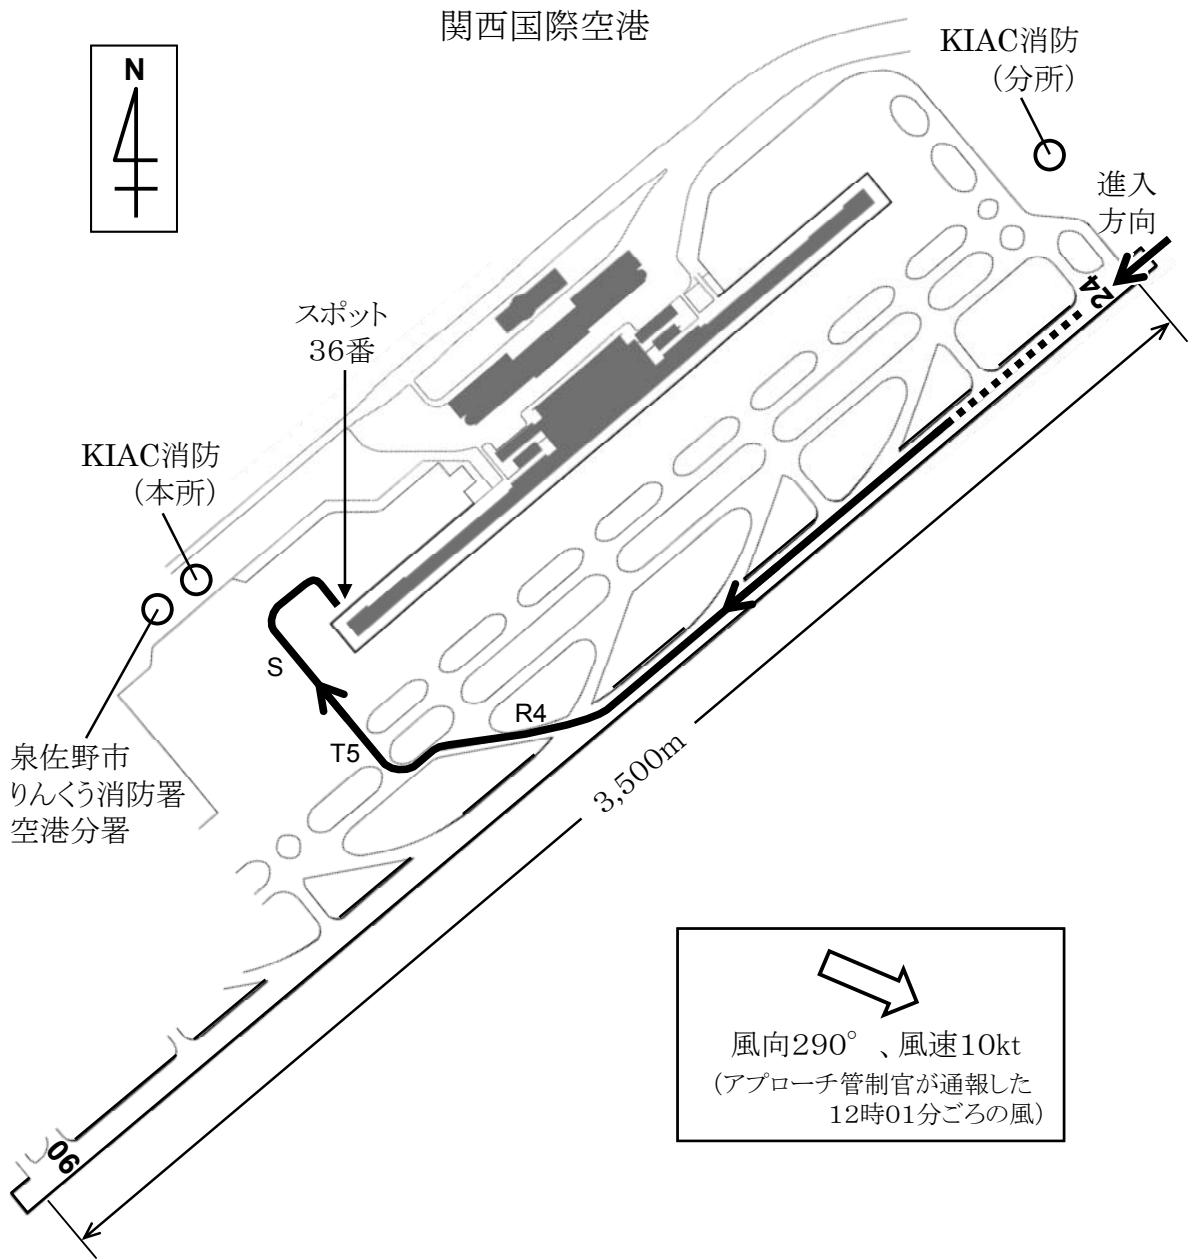 関西国際空港
N
KIAC消防
（分所）
進入
方向
24
スポット
36番
KIAC消防
（本所）
S
R4
T5
泉佐野市
りんくう消防署
空港分署
3,500m
風向290°、風速10kt
（アプローチ管制官が通報した
12時01分ごろの風）
06